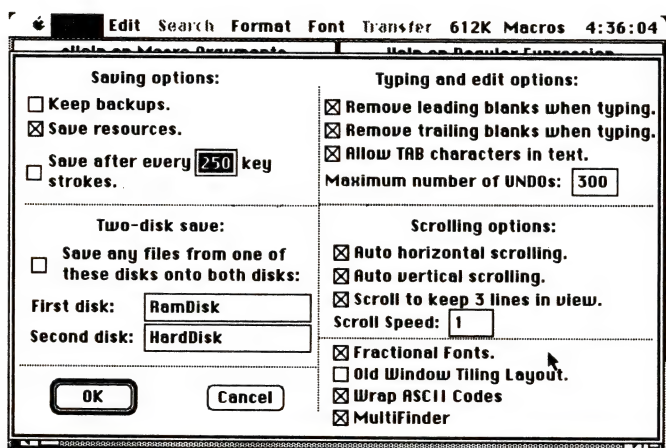 Edit Search Format Font Transfer 612K Macros 4:36:04
Saving options:
Keep backups.
Save resources.
Save after every 250 key
strokes.
Two-disk save:
Save any files from one of
these disks onto both disks:
First disk: RamDisk
Second disk: HardDisk
OK Cancel
Typing and edit options:
Remove leading blanks when typing.
Remove trailing blanks when typing.
Allow TAB characters in text.
Maximum number of UNDOs: 300
Scrolling options:
Auto horizontal scrolling.
Auto vertical scrolling.
Scroll to keep 3 lines in view.
Scroll Speed: 1
Fractional Fonts.
Old Window Tiling Layout.
Wrap ASCII Codes
MultiFinder